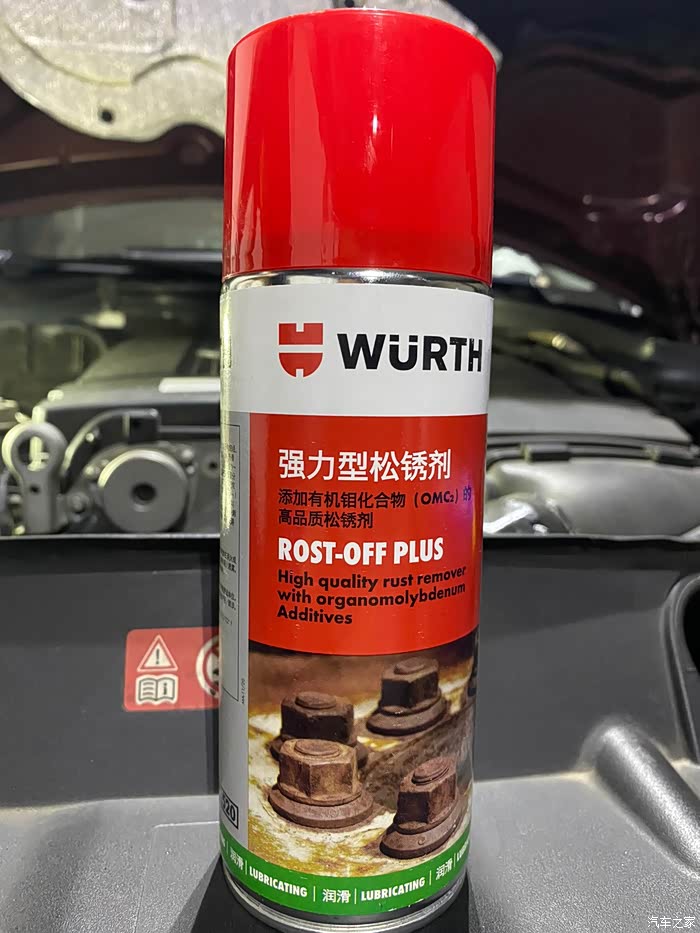 WÜRTH
强力型松锈剂
添加有机钼化合物（OMC₂）的
高品质松锈剂
ROST-OFF PLUS
High quality rust remover
with organomolybdenum
Additives
润滑 | LUBRICATING | 润滑 | LUBRICATING | 润滑
汽车之家